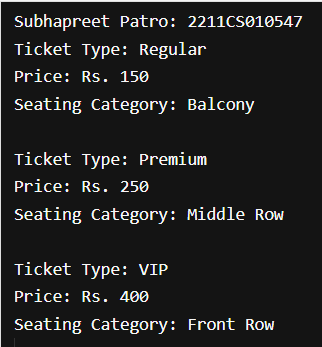 Subhapreet Patro: 2211CS010547
Ticket Type: Regular
Price: Rs. 150
Seating Category: Balcony
Ticket Type: Premium
Price: Rs. 250
Seating Category: Middle Row
Ticket Type: VIP
Price: Rs. 400
Seating Category: Front Row